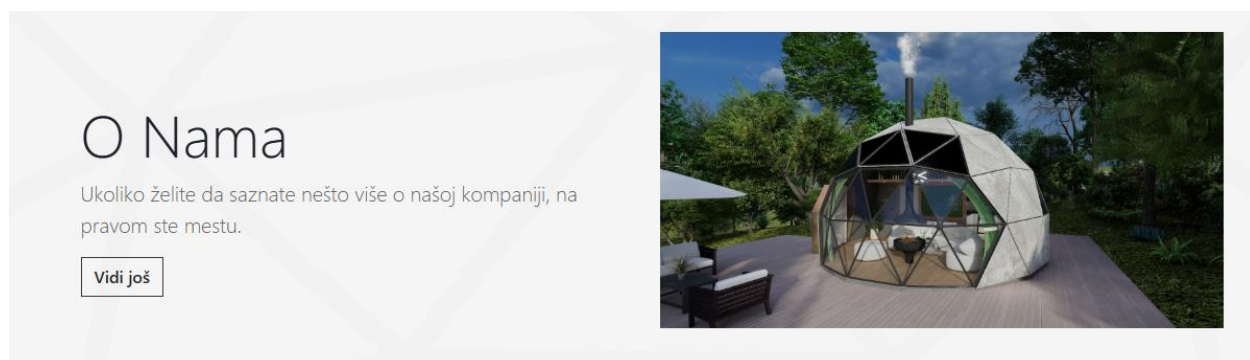 O Nama
Ukoliko želite da saznate nešto više o našoj kompaniji, na
pravom ste mestu.
Vidi još